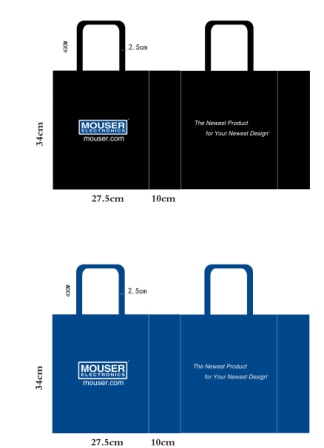 2.5cm
43CM
34cm
MOUSER
ELECTRONICS
mouser.com
The Newest Product
for Your Newest Design®
27.5cm
10cm
2.5cm
43CM
34cm
MOUSER
ELECTRONICS
mouser.com
The Newest Product
for Your Newest Design®
27.5cm
10cm